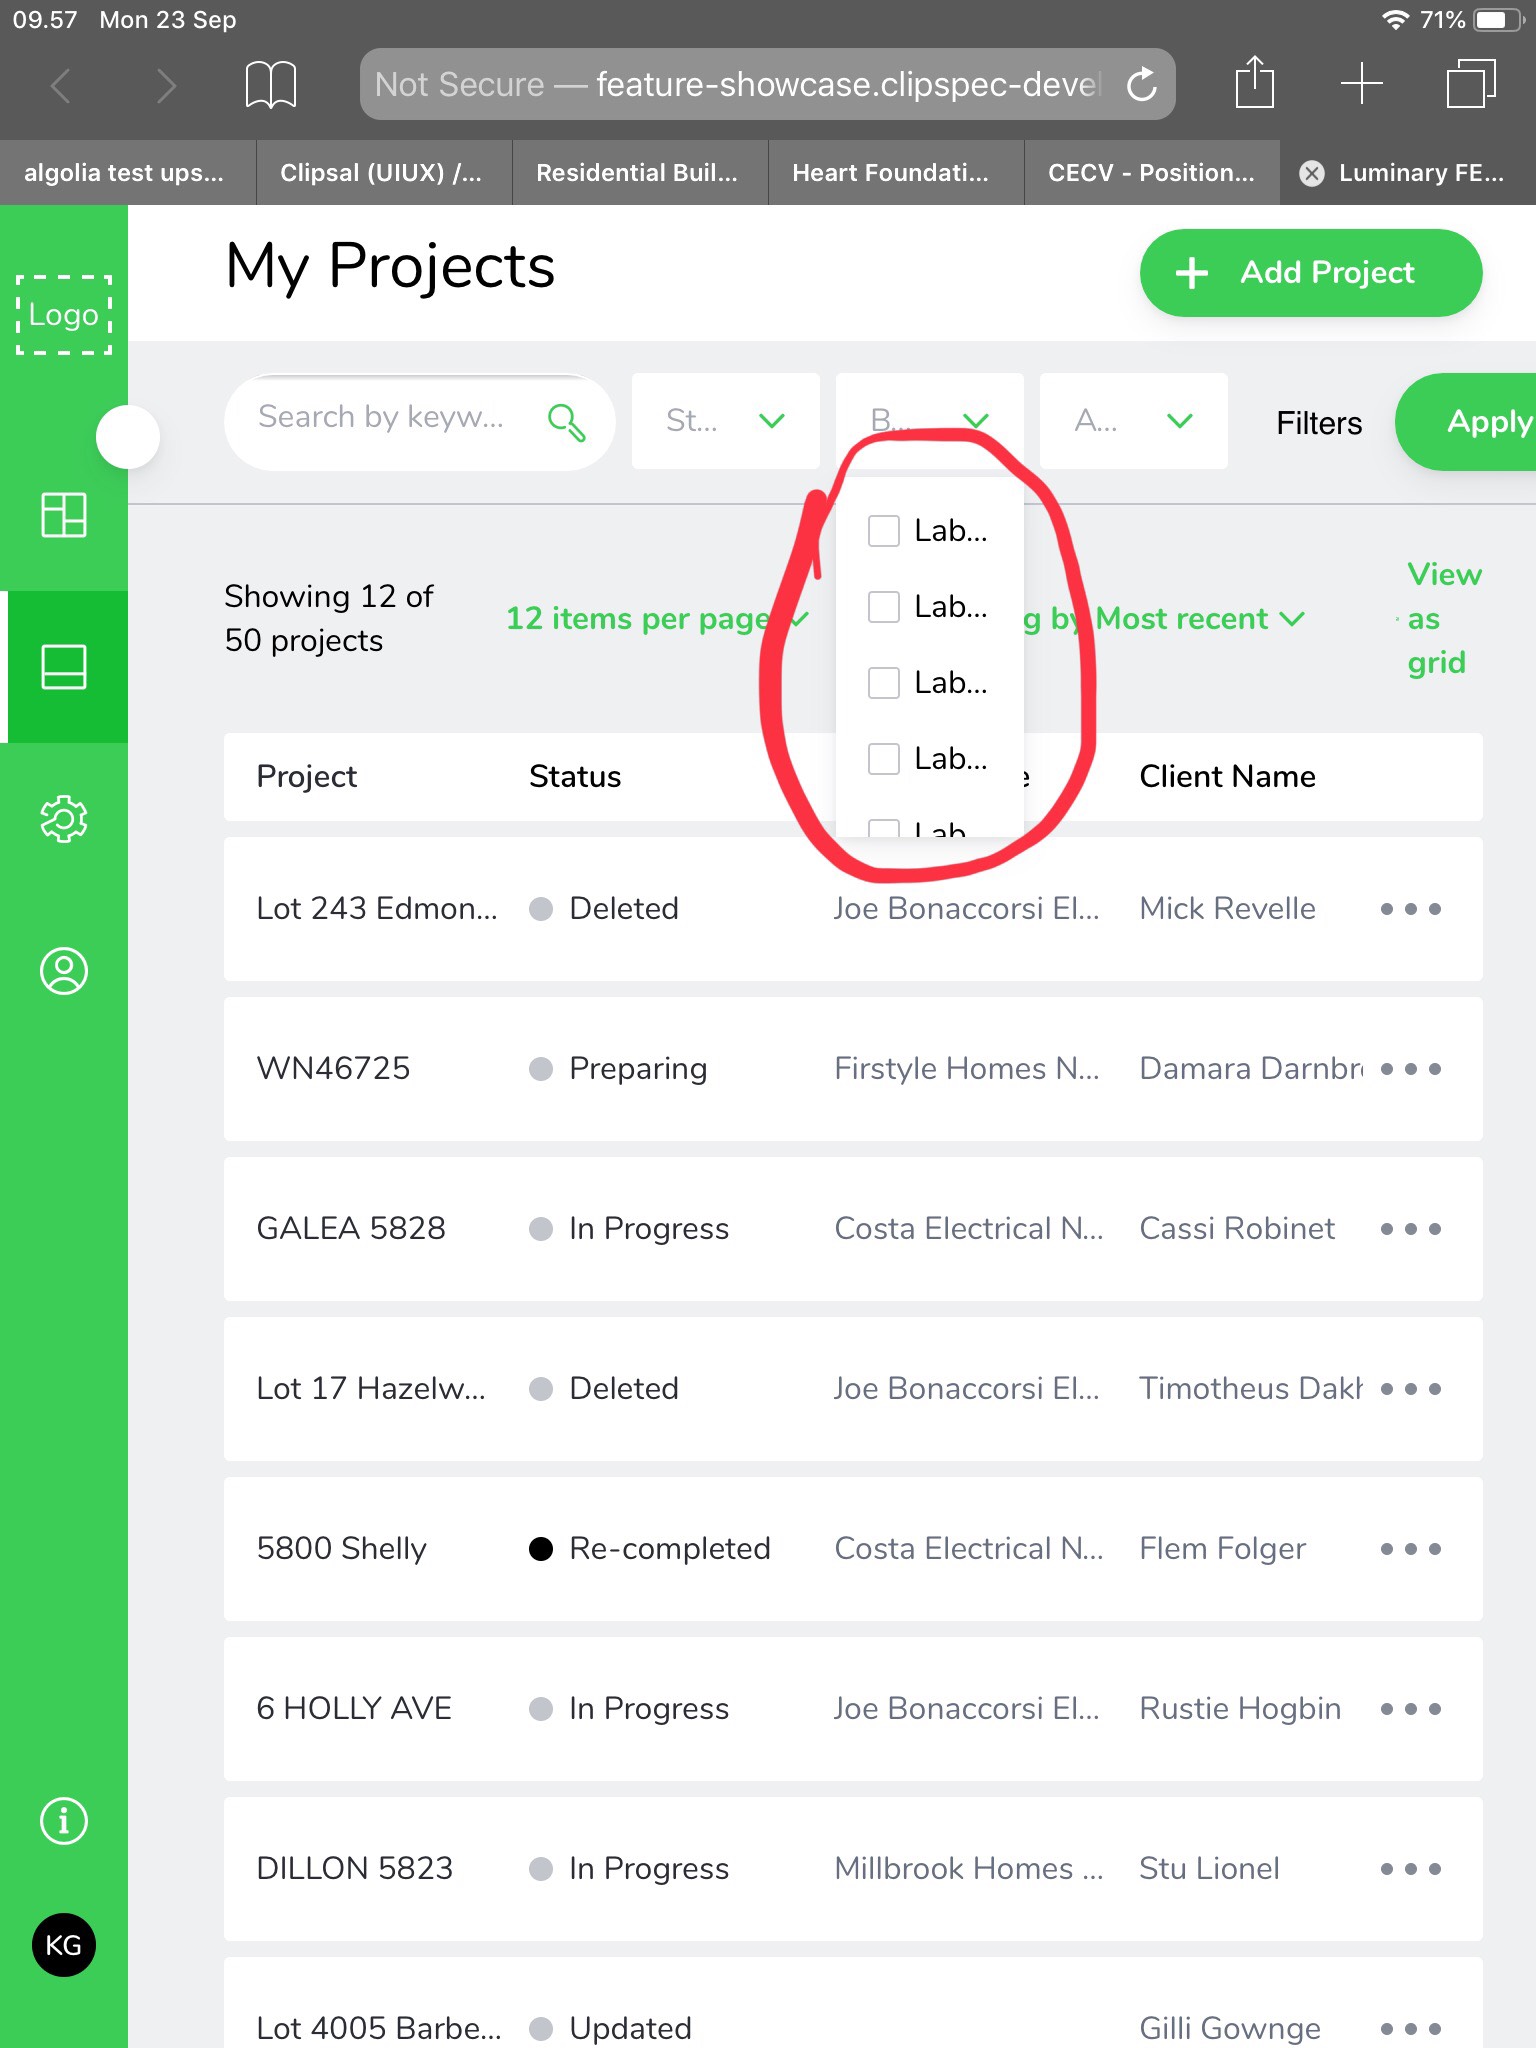 09.57 Mon 23 Sep 71%
Not Secure — feature-showcase.clipspec-devel
algolia test ups... Clipsal (UIUX) /... Residential Buil... Heart Foundati... CECV - Position... Luminary FE...
Logo
My Projects
+ Add Project
Search by keyw... St... B... A... Filters Apply
Lab...
Lab...
Lab...
Lab...
Lab
Showing 12 of
50 projects
12 items per page
g by Most recent
View
as
grid
Project Status e Client Name
Lot 243 Edmon... Deleted Joe Bonaccorsi El... Mick Revelle
WN46725 Preparing Firstyle Homes N... Damara Darnbr
GALEA 5828 In Progress Costa Electrical N... Cassi Robinet
Lot 17 Hazelw... Deleted Joe Bonaccorsi El... Timotheus Dak
5800 Shelly Re-completed Costa Electrical N... Flem Folger
6 HOLLY AVE In Progress Joe Bonaccorsi El... Rustie Hogbin
DILLON 5823 In Progress Millbrook Homes ... Stu Lionel
Lot 4005 Barbe... Updated Gilli Gownge
KG